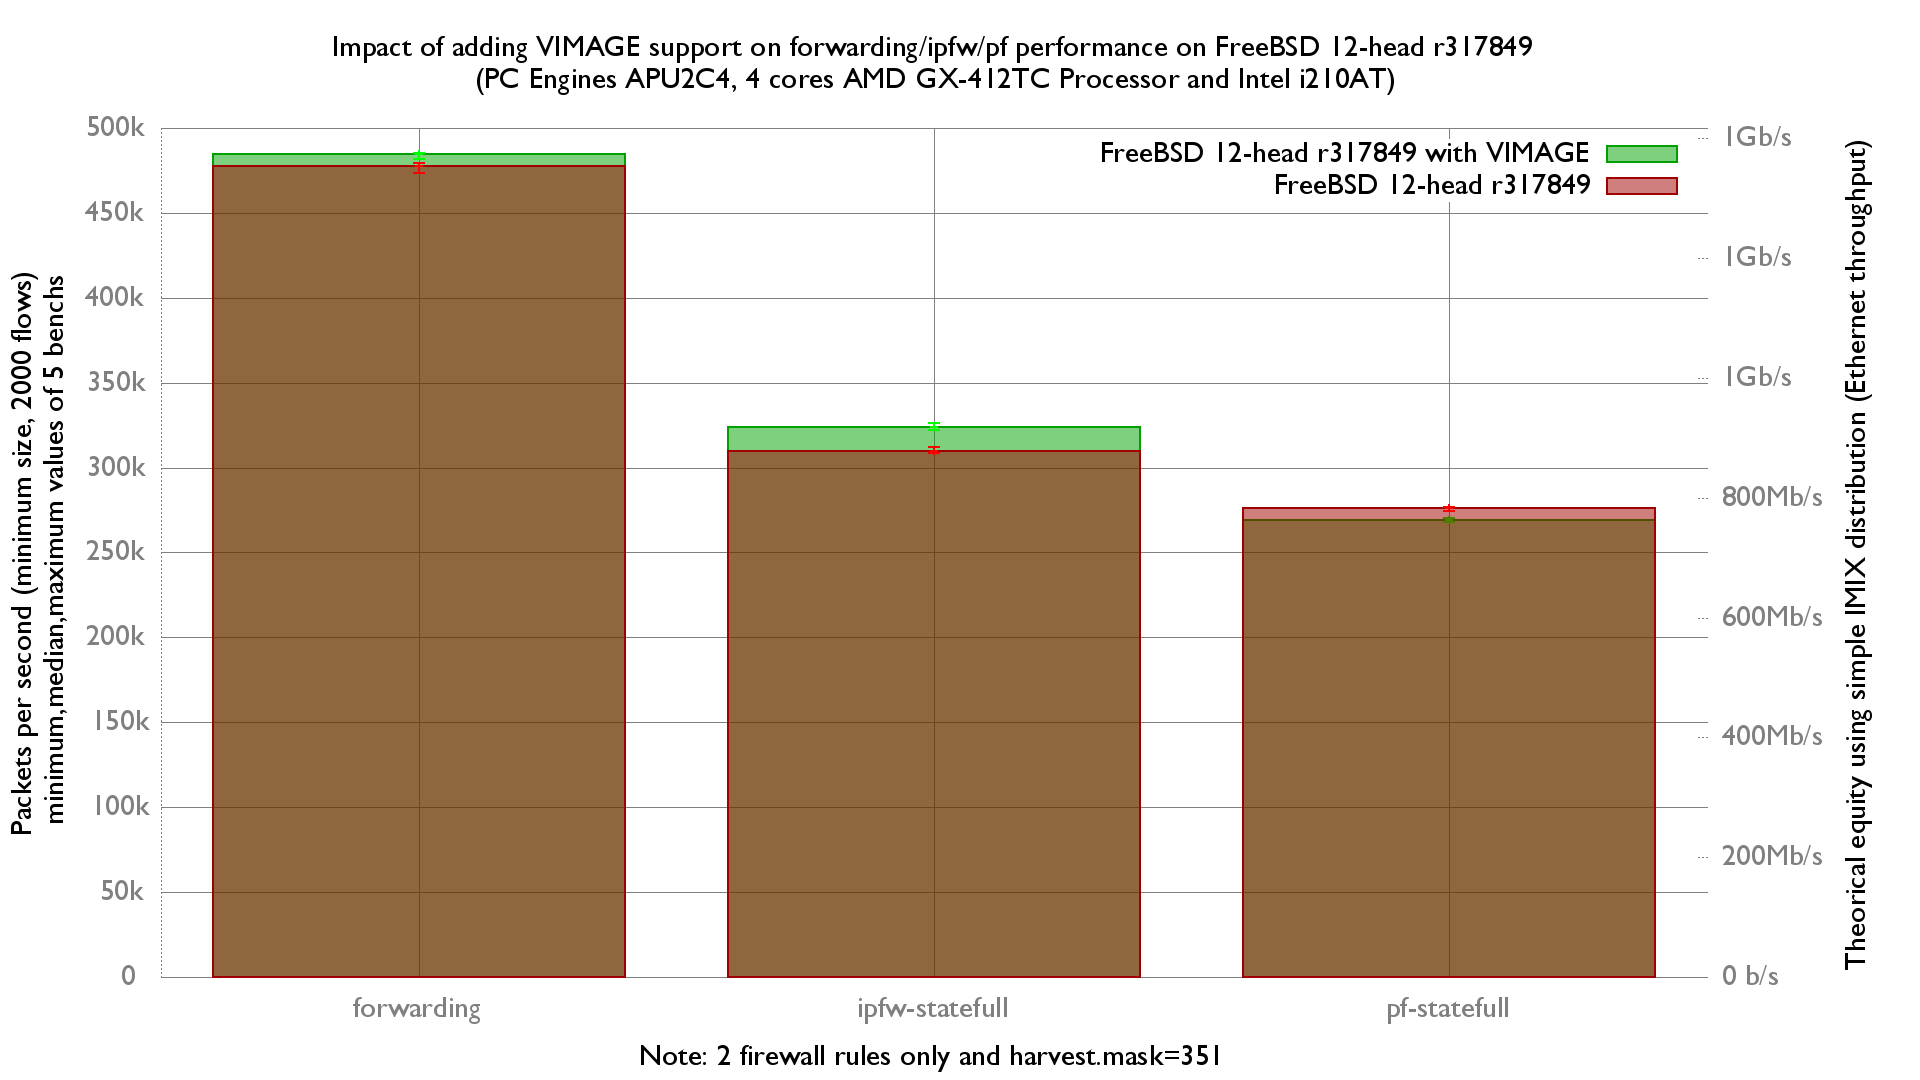 Impact of adding VIMAGE support on forwarding/ipfw/pf performance on FreeBSD 12-head r317849
(PC Engines APU2C4, 4 cores AMD GX-412TC Processor and Intel i210AT)
FreeBSD 12-head r317849 with VIMAGE
FreeBSD 12-head r317849
Packets per second (minimum size, 2000 flows)
minimum,median,maximum values of 5 benchs
500k
450k
400k
350k
300k
250k
200k
150k
100k
50k
0
1Gb/s
1Gb/s
1Gb/s
800Mb/s
600Mb/s
400Mb/s
200Mb/s
0 b/s
Theorical equity using simple IMIX distribution (Ethernet throughput)
forwarding
ipfw-statefull
pf-statefull
Note: 2 firewall rules only and harvest.mask=351